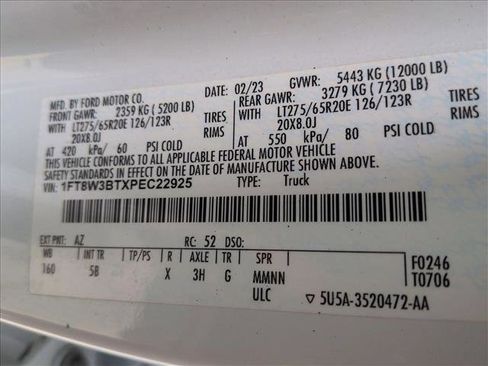 MFD. BY FORD MOTOR CO. 02/23 GVWR: 5443 KG (12000 LB)
FRONT GAWR: 2359 KG (5200 LB) REAR GAWR: 3279 KG (7230 LB)
WITH LT275/65R20E 126/123R TIRES WITH LT275/65R20E 126/123R TIRES
20X8.0J RIMS 20X8.0J RIMS
AT 420 kPa/ 60 PSI COLD AT 550 kPa/ 80 PSI COLD
THIS VEHICLE CONFORMS TO ALL APPLICABLE FEDERAL MOTOR VEHICLE
SAFETY STANDARDS IN EFFECT ON THE DATE OF MANUFACTURE SHOWN ABOVE.
VIN: 1FT8W3BTXPEC22925 TYPE: Truck
EXT PNT: AZ RC: 52 DSO:
WB INT TR TP/PS R AXLE TR SPR
160 5B X 3H G MMNN
ULC
F0246
T0706
▽ 5U5A-3520472-AA